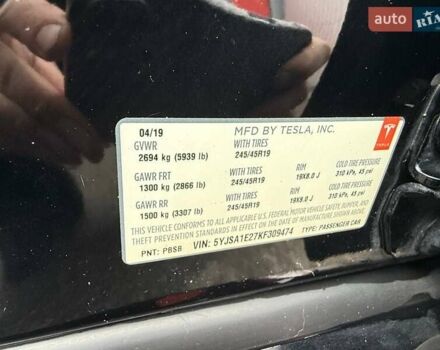 auto RIA
04/19 MFD BY TESLA, INC. TESLA
GVWR WITH TIRES
2694 kg (5939 lb) 245/45R19
GAWR FRT WITH TIRES RIM COLD TIRE PRESSURE
1300 kg (2866 lb) 245/45R19 19X8.0 J 310 kPa, 45 psi
GAWR RR WITH TIRES RIM COLD TIRE PRESSURE
1500 kg (3307 lb) 245/45R19 19X8.0 J 310 kPa, 45 psi
THIS VEHICLE CONFORMS TO ALL APPLICABLE U.S. FEDERAL MOTOR VEHICLE SAFETY, BUMPER, AND
THEFT PREVENTION STANDARDS IN EFFECT ON THE DATE OF MANUFACTURE SHOWN ABOVE.
PNT: PBSB VIN: 5YJSA1E27KF309474 TYPE: PASSENGER CAR